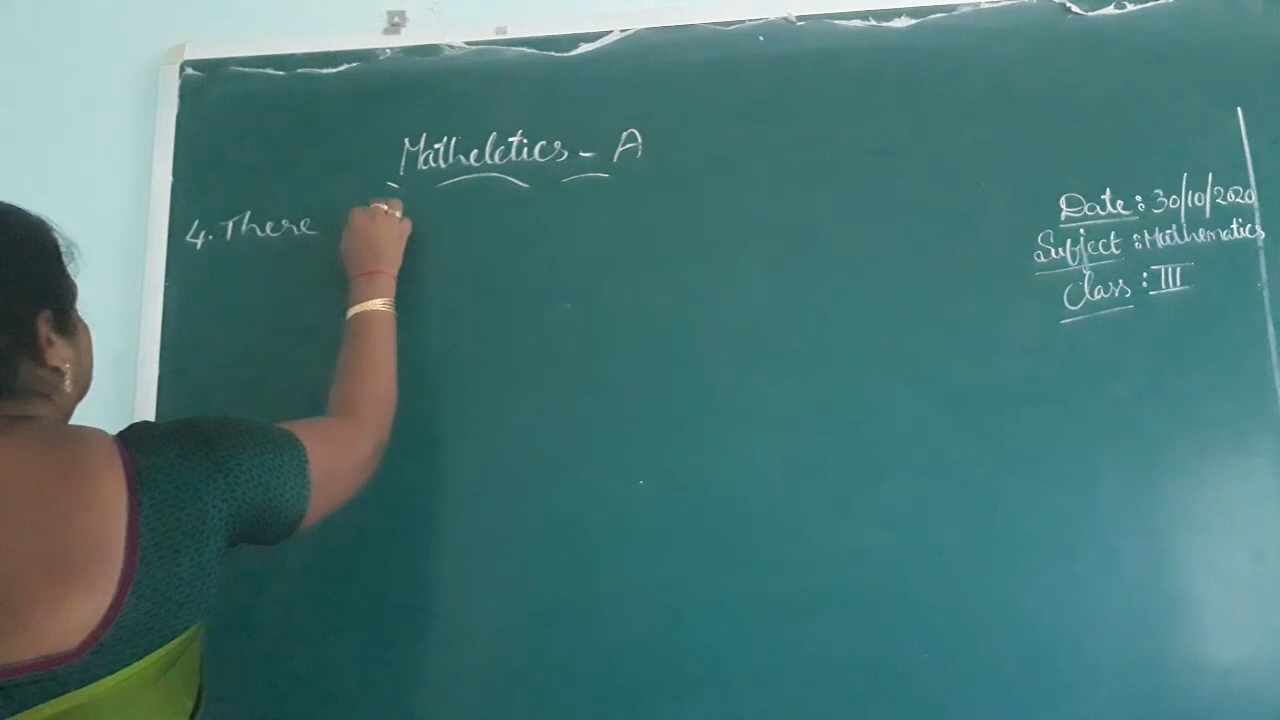 Matheletics - A
4. There
Date : 30/10/2020
Subject : Mathematics
Class : III